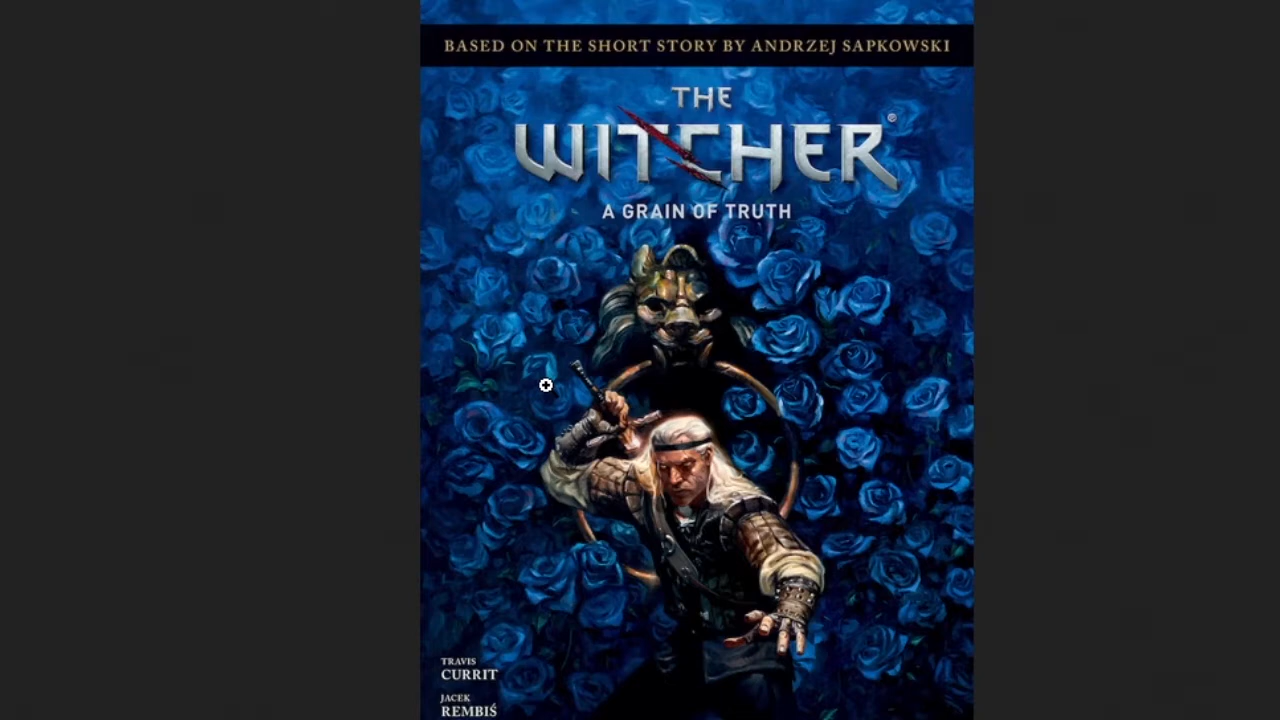 BASED ON THE SHORT STORY BY ANDRZEJ SAPKOWSKI
THE
WITCHER®
A GRAIN OF TRUTH
TRAVIS
CURRIT
JACEK
REMBIŚ